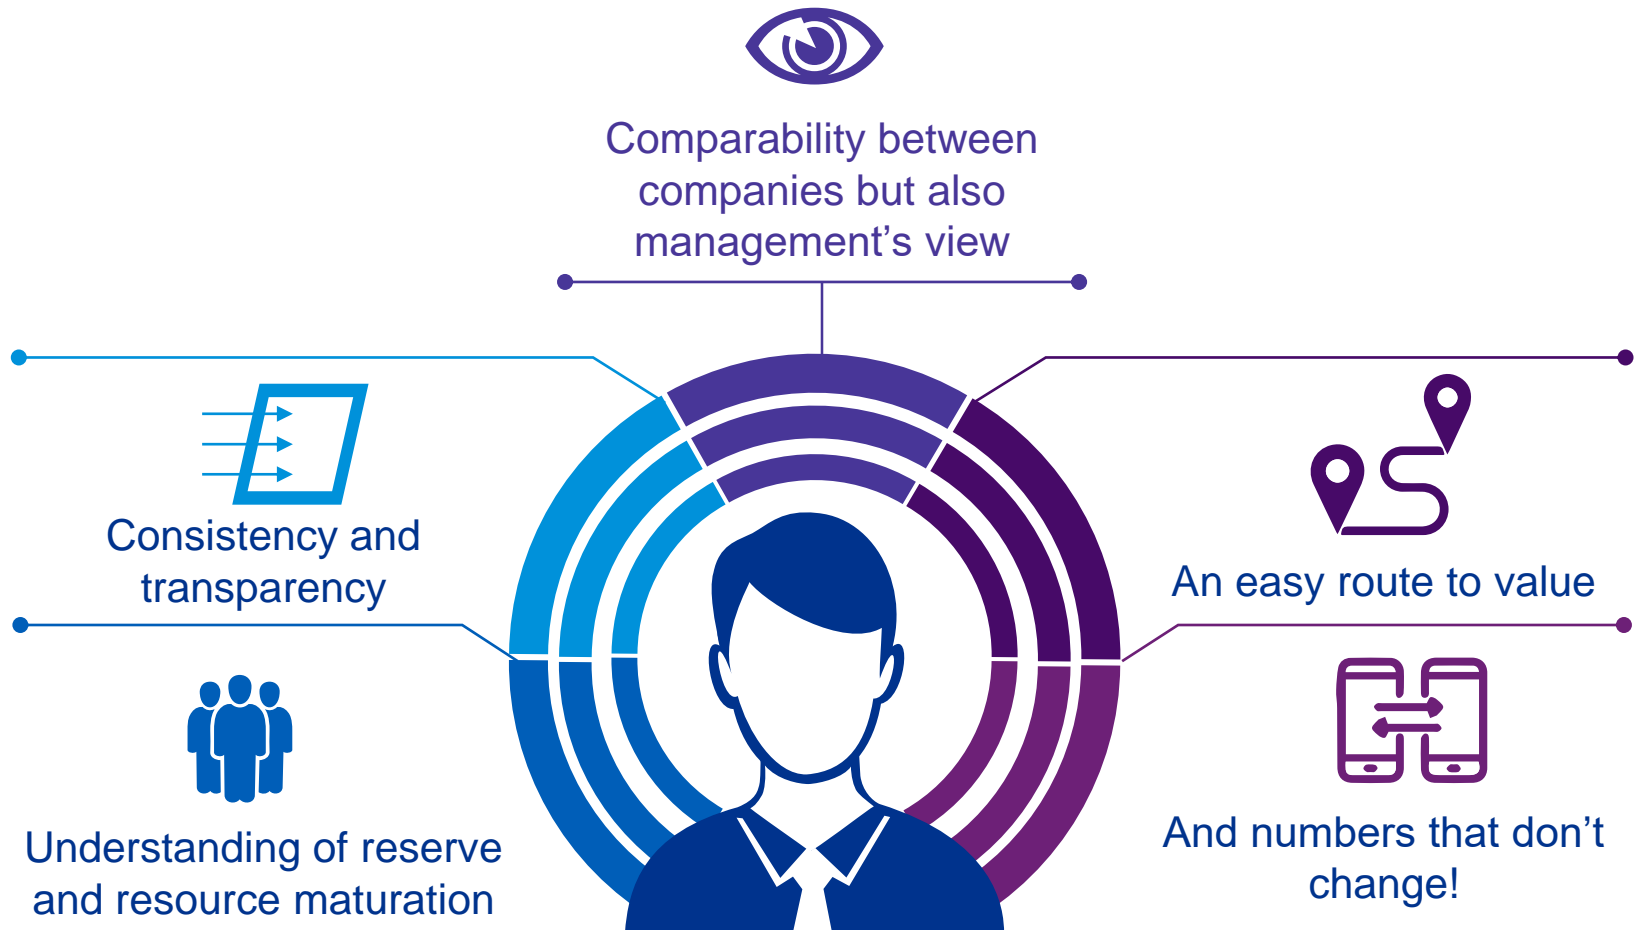 Comparability between
companies but also
management’s view
Consistency and
transparency
An easy route to value
Understanding of reserve
and resource maturation
And numbers that don’t
change!